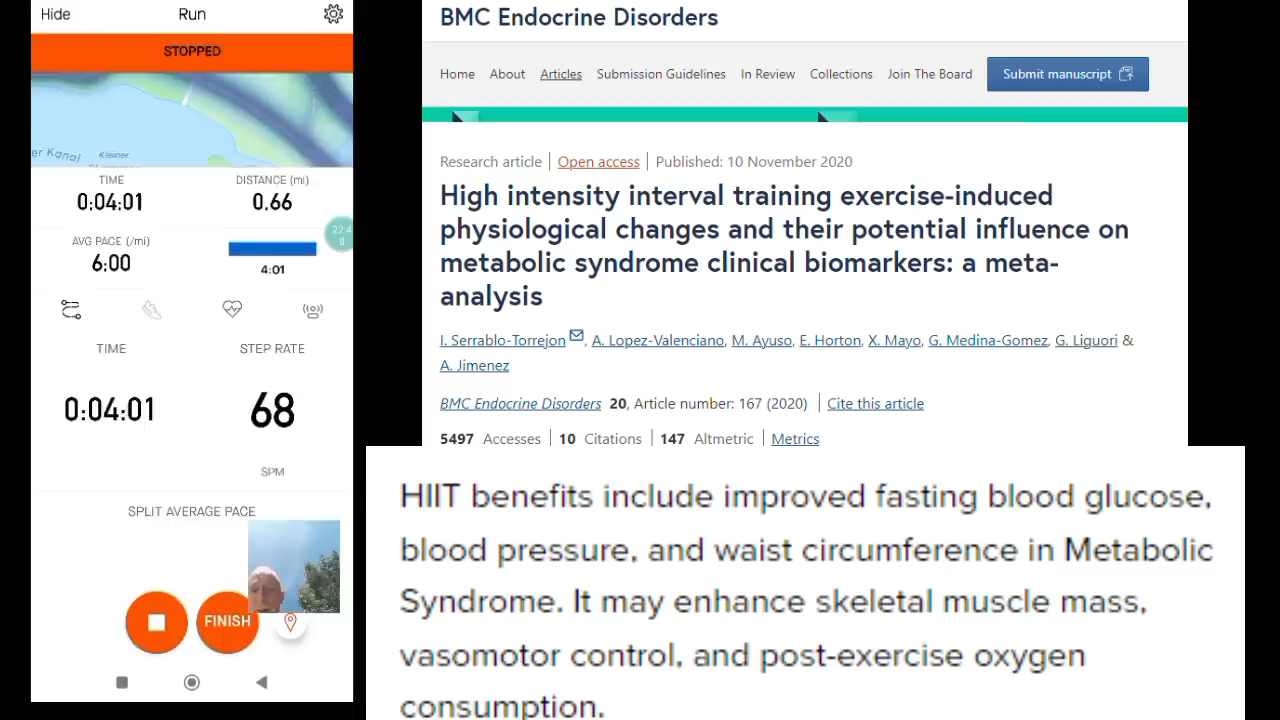 Hide
Run
STOPPED
er Kanal
Kleiner
TIME
DISTANCE (mi)
0:04:01
0.66
22.4
8
AVG PACE (/mi)
6:00
4:01
TIME
STEP RATE
0:04:01
68
SPM
SPLIT AVERAGE PACE
FINISH
BMC Endocrine Disorders
Home About Articles Submission Guidelines In Review Collections Join The Board Submit manuscript
Research article | Open access | Published: 10 November 2020
High intensity interval training exercise-induced
physiological changes and their potential influence on
metabolic syndrome clinical biomarkers: a meta-
analysis
I. Serrablo-Torrejon, A. Lopez-Valenciano, M. Ayuso, E. Horton, X. Mayo, G. Medina-Gomez, G. Liguori &
A. Jimenez
BMC Endocrine Disorders 20, Article number: 167 (2020) | Cite this article
5497 Accesses | 10 Citations | 147 Altmetric | Metrics
HIIT benefits include improved fasting blood glucose,
blood pressure, and waist circumference in Metabolic
Syndrome. It may enhance skeletal muscle mass,
vasomotor control, and post-exercise oxygen
consumption.